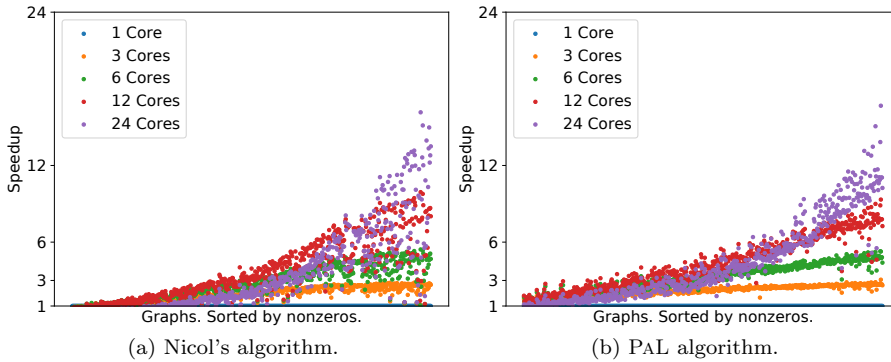 24
12
6
3
1
Speedup
1 Core
3 Cores
6 Cores
12 Cores
24 Cores
Graphs. Sorted by nonzeros.
(a) Nicol's algorithm.
24
12
6
3
1
Speedup
1 Core
3 Cores
6 Cores
12 Cores
24 Cores
Graphs. Sorted by nonzeros.
(b) PAL algorithm.